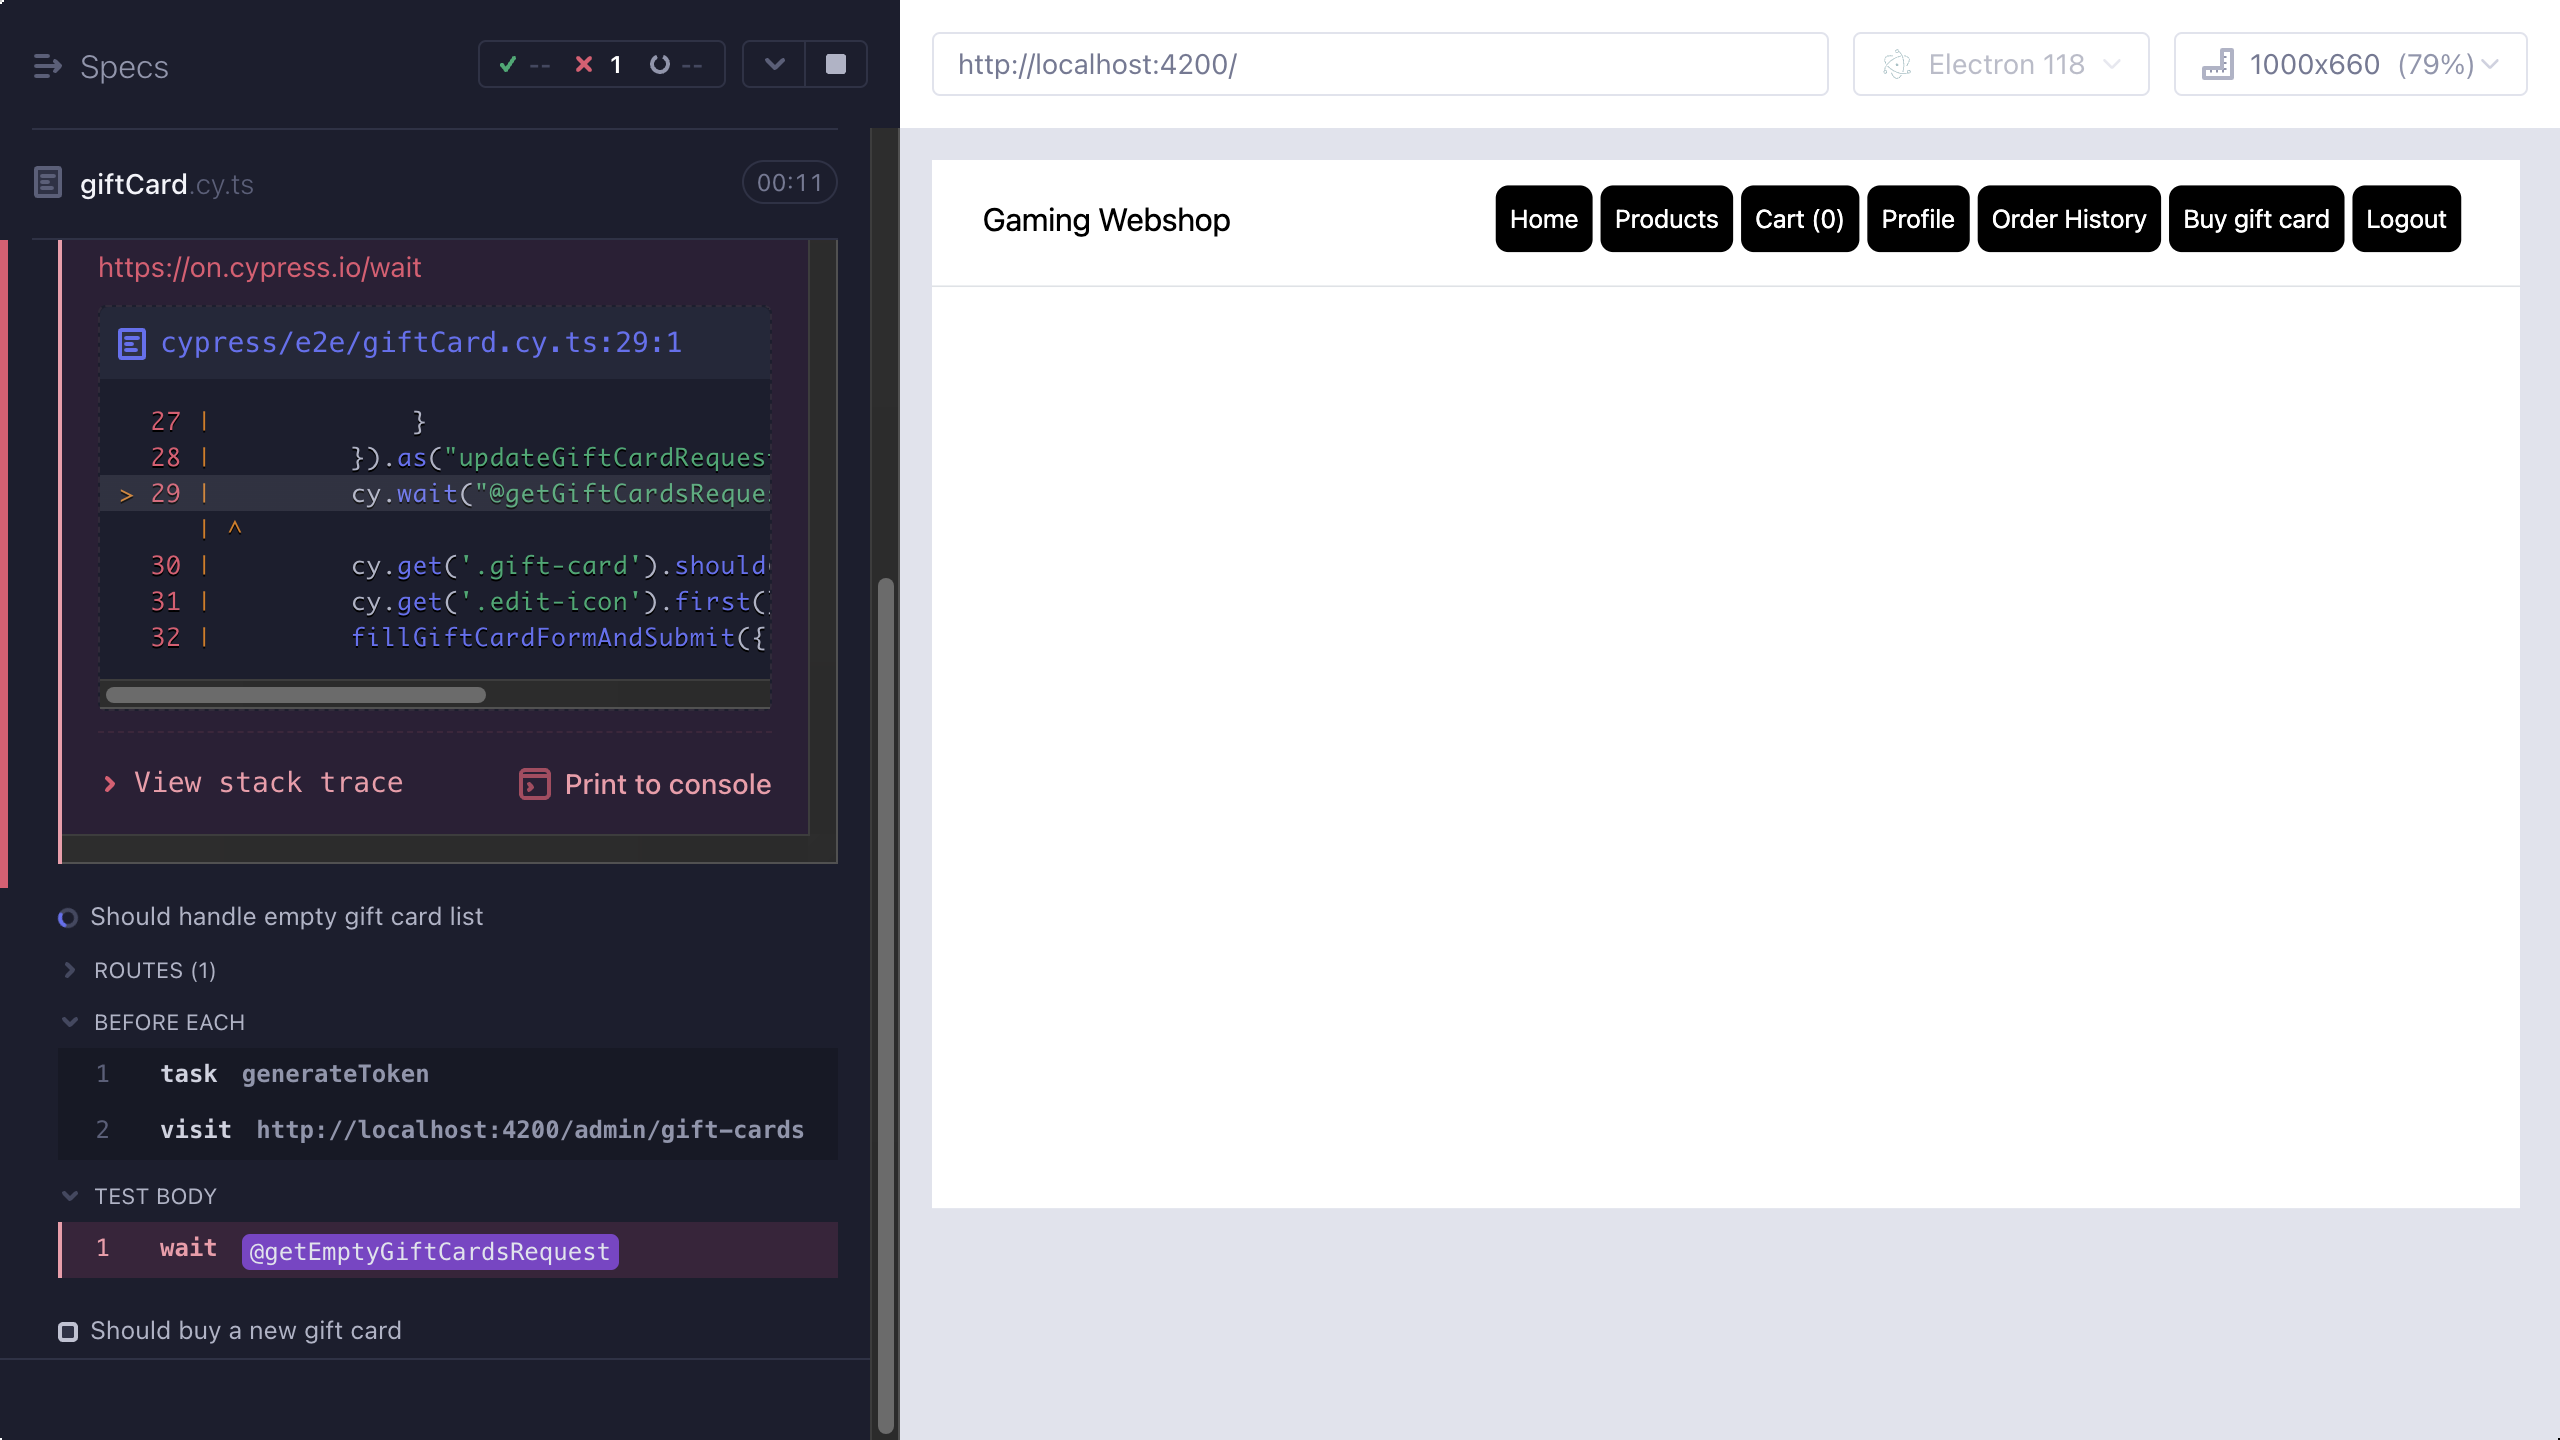 Specs
-- 1 --
giftCard.cy.ts
00:11
https://on.cypress.io/wait
cypress/e2e/giftCard.cy.ts:29:1
27 | }
28 | }).as("updateGiftCardReques
> 29 | cy.wait("@getGiftCardsReque
| ^
30 | cy.get('.gift-card').should
31 | cy.get('.edit-icon').first(
32 | fillGiftCardFormAndSubmit({
> View stack trace
Print to console
Should handle empty gift card list
ROUTES (1)
BEFORE EACH
1 task generateToken
2 visit http://localhost:4200/admin/gift-cards
TEST BODY
1 wait @getEmptyGiftCardsRequest
Should buy a new gift card
http://localhost:4200/
Electron 118
1000x660 (79%)
Gaming Webshop
Home
Products
Cart (0)
Profile
Order History
Buy gift card
Logout